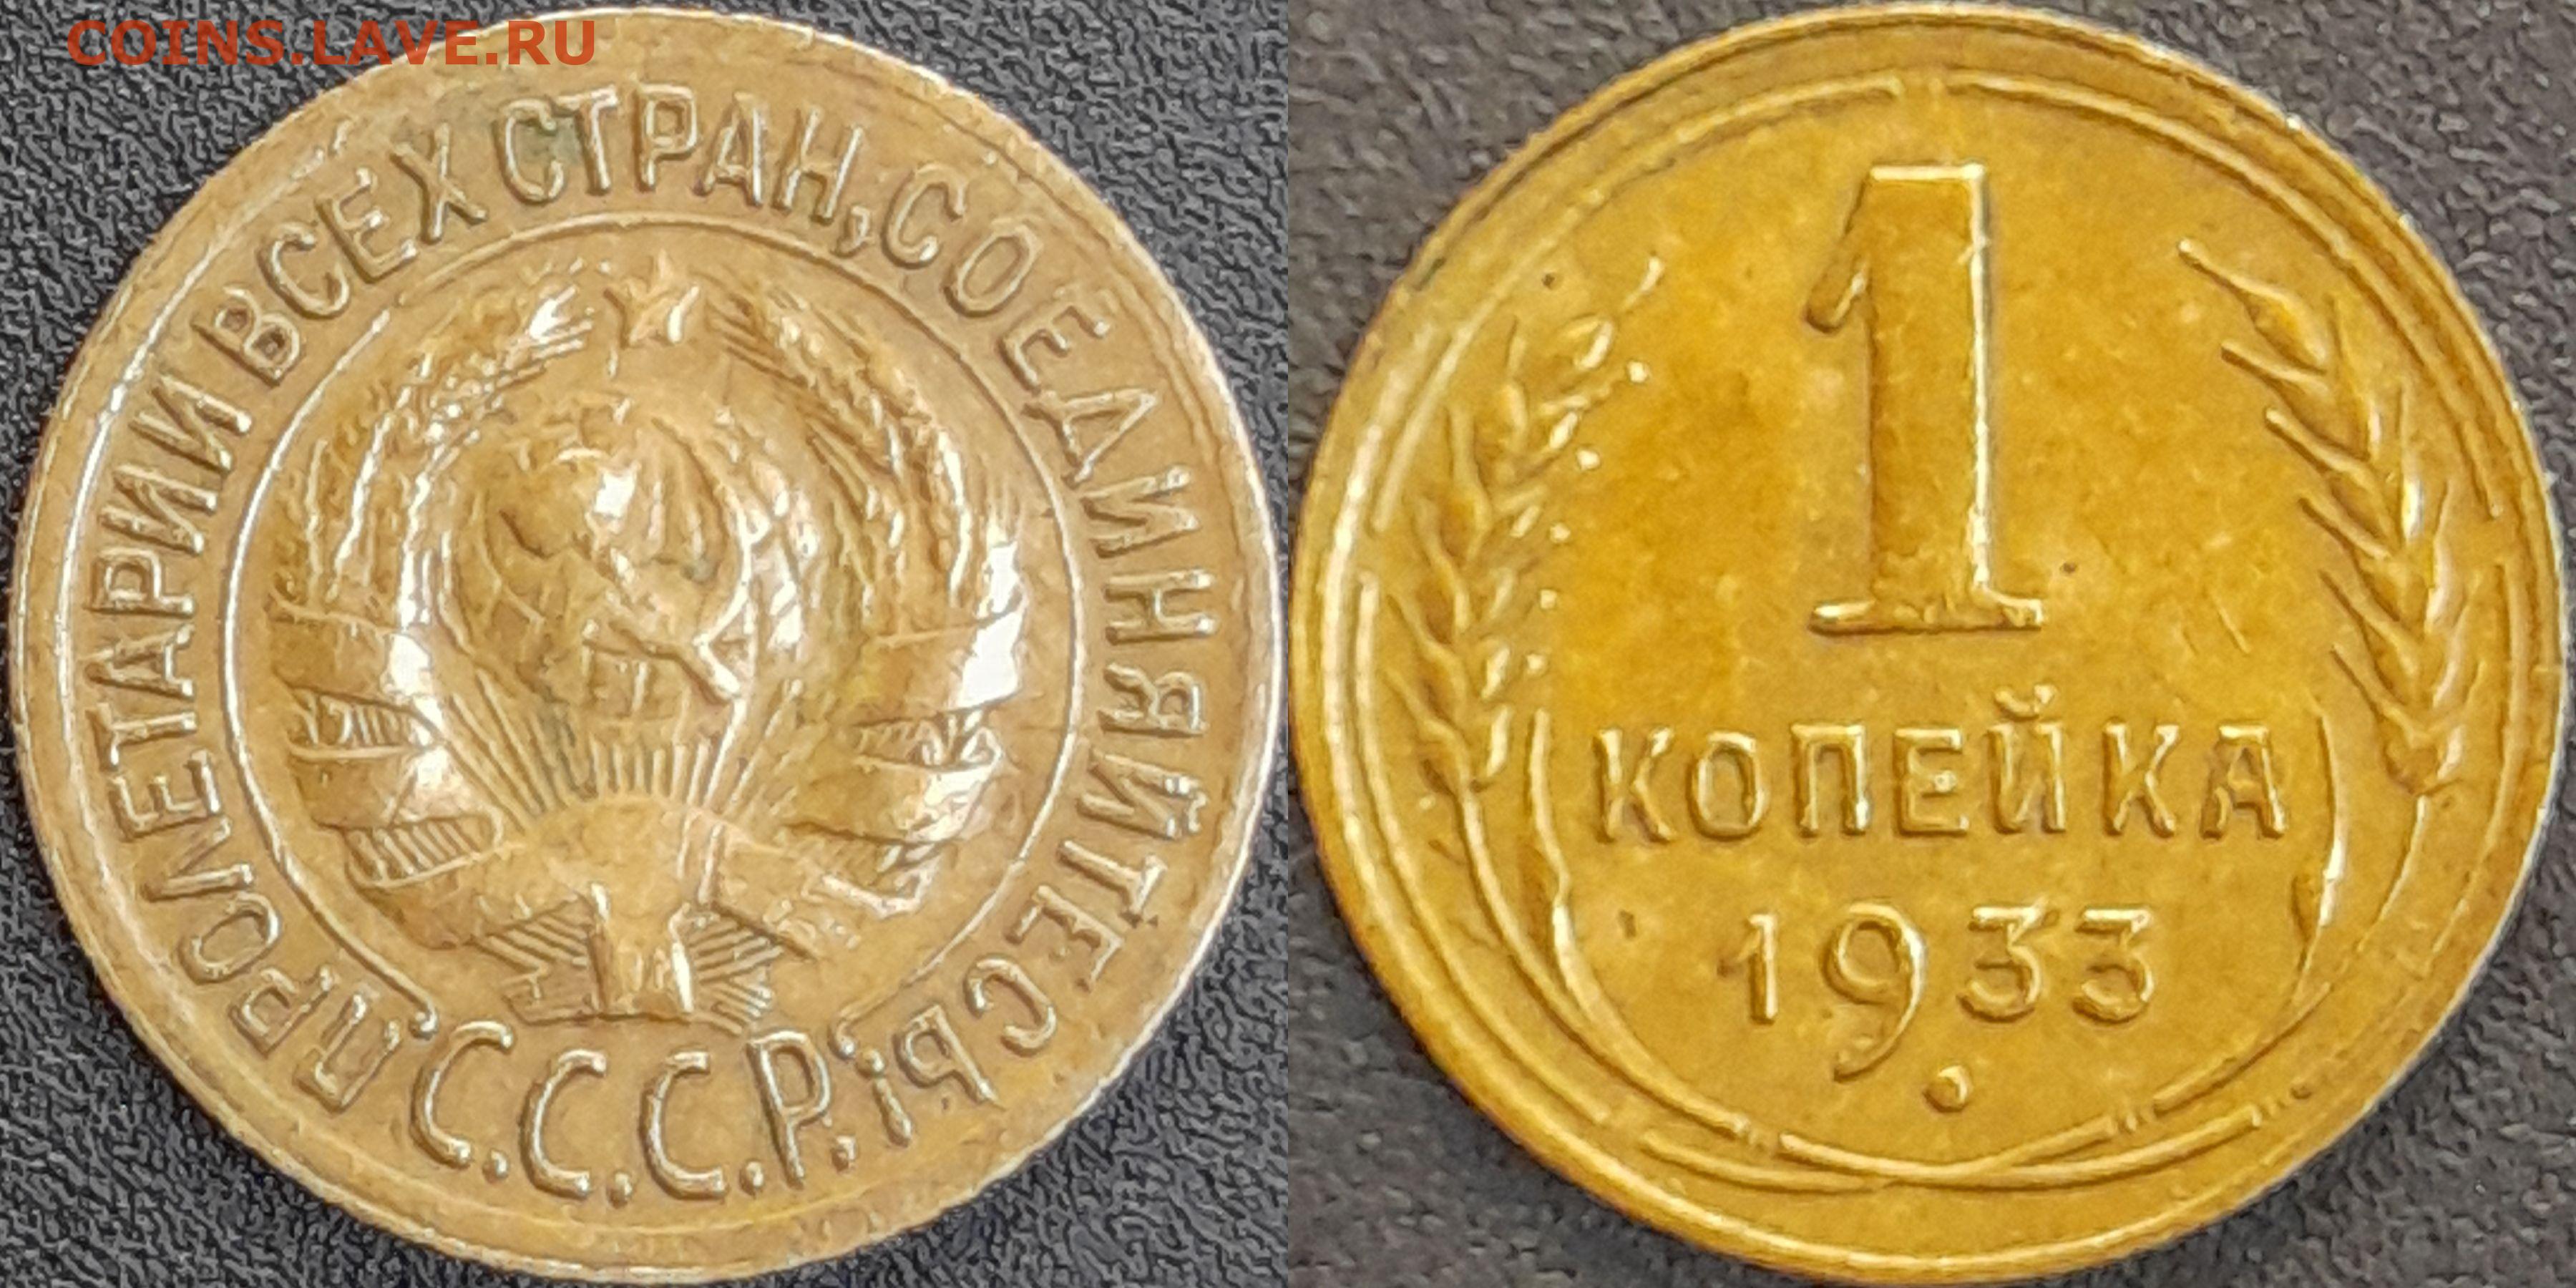 COINS.LAVE.RU
ПРОЛЕТАРИИ ВСЕХ СТРАН, СОЕДИНЯЙТЕСЬ!
С.С.С.Р.
1
КОПЕЙКА
1933